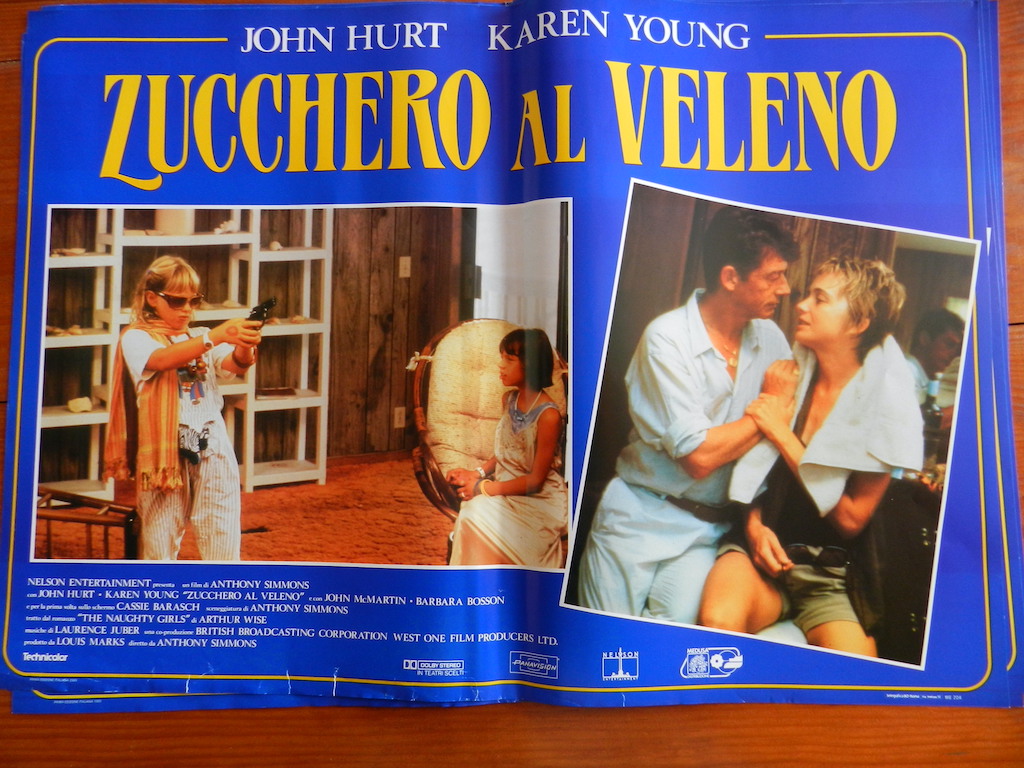 JOHN HURT KAREN YOUNG
ZUCCHERO AL VELENO
NELSON ENTERTAINMENT presenta un film di ANTHONY SIMMONS
con JOHN HURT • KAREN YOUNG "ZUCCHERO AL VELENO" e con JOHN McMARTIN • BARBARA BOSSON
e per la prima volta sullo schermo CASSIE BARASCH sceneggiatura di ANTHONY SIMMONS
tratto dal romanzo "THE NAUGHTY GIRLS" di ARTHUR WISE
musiche di LAURENCE JUBER una co-produzione BRITISH BROADCASTING CORPORATION WEST ONE FILM PRODUCERS LTD.
prodotto da LOUIS MARKS diretto da ANTHONY SIMMONS
Technicolor
DOLBY STEREO
IN TEATRI SCELTI
PANAVISION
NELSON
ENTERTAINMENT
MEDUSA